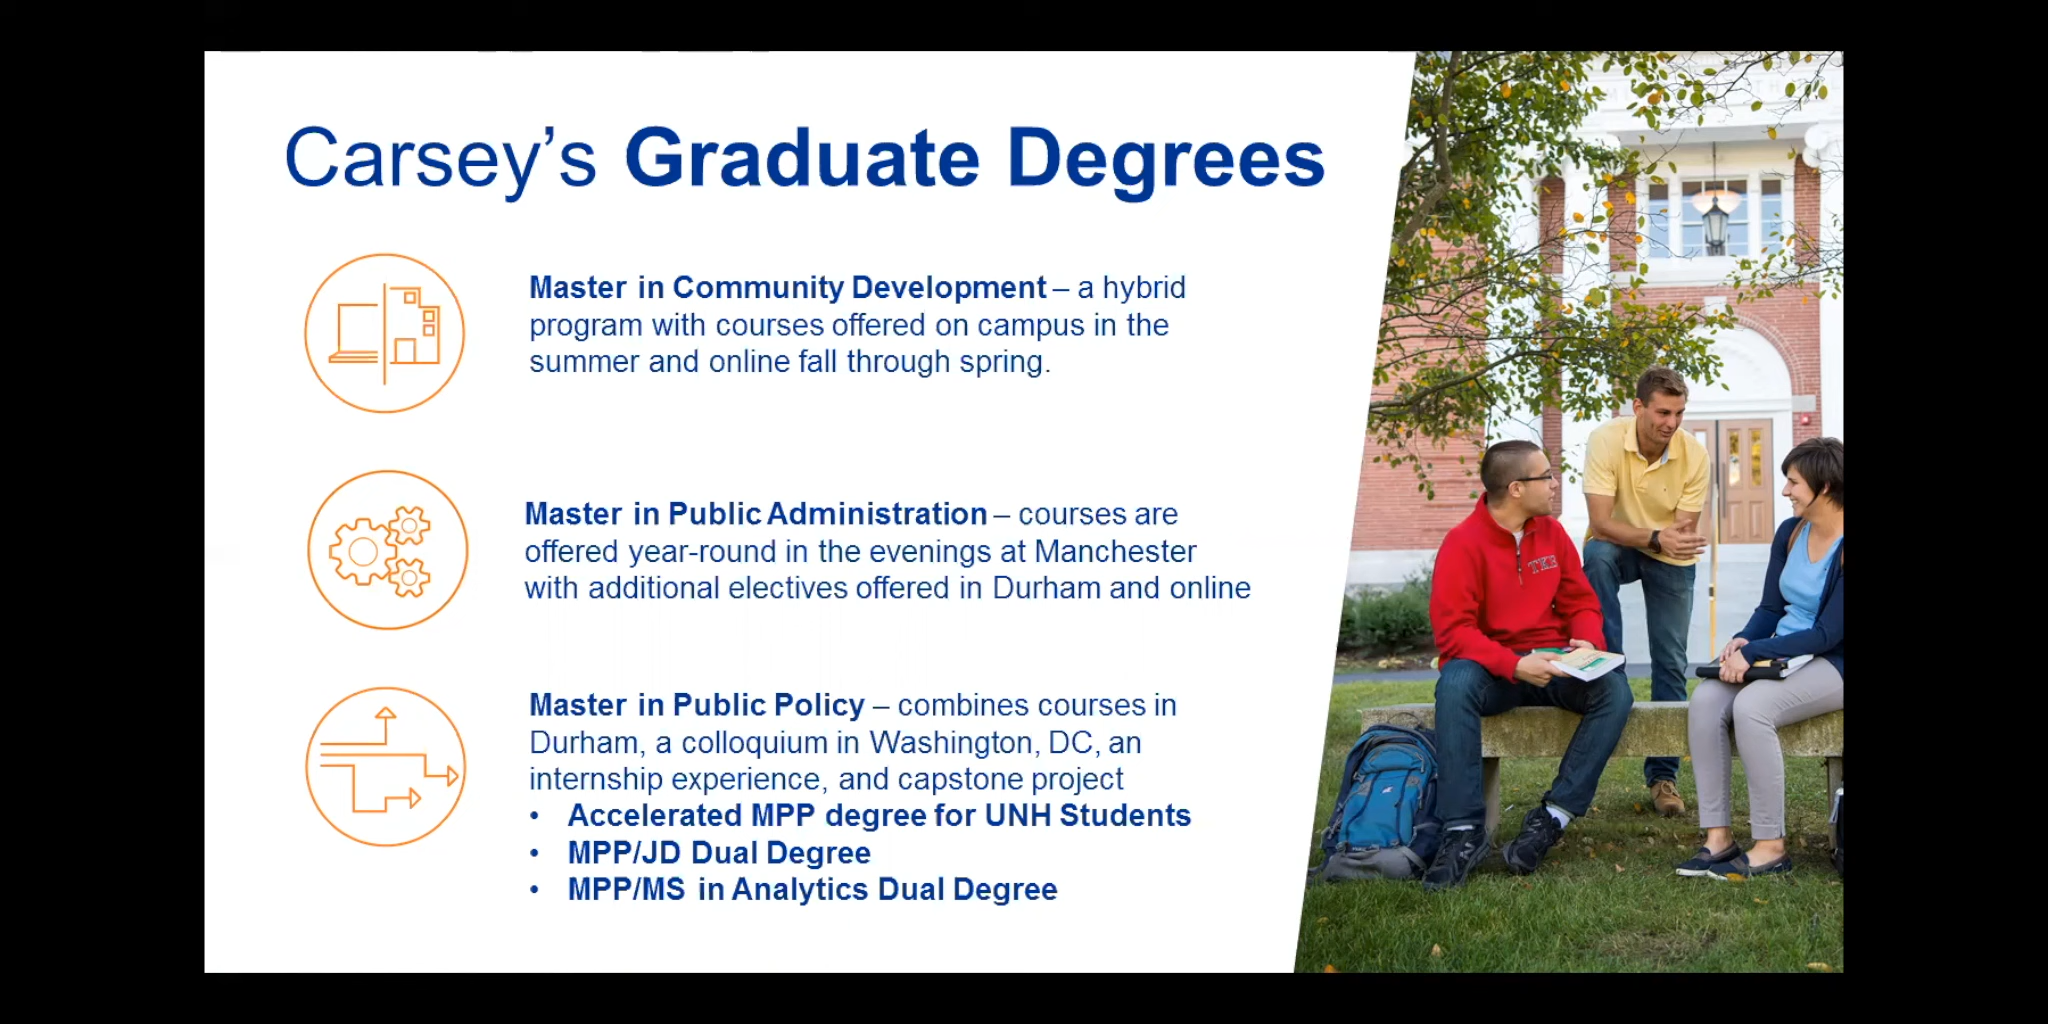 Carsey’s Graduate Degrees
Master in Community Development – a hybrid
program with courses offered on campus in the
summer and online fall through spring.
Master in Public Administration – courses are
offered year-round in the evenings at Manchester
with additional electives offered in Durham and online
Master in Public Policy – combines courses in
Durham, a colloquium in Washington, DC, an
internship experience, and capstone project
• Accelerated MPP degree for UNH Students
• MPP/JD Dual Degree
• MPP/MS in Analytics Dual Degree
TKE